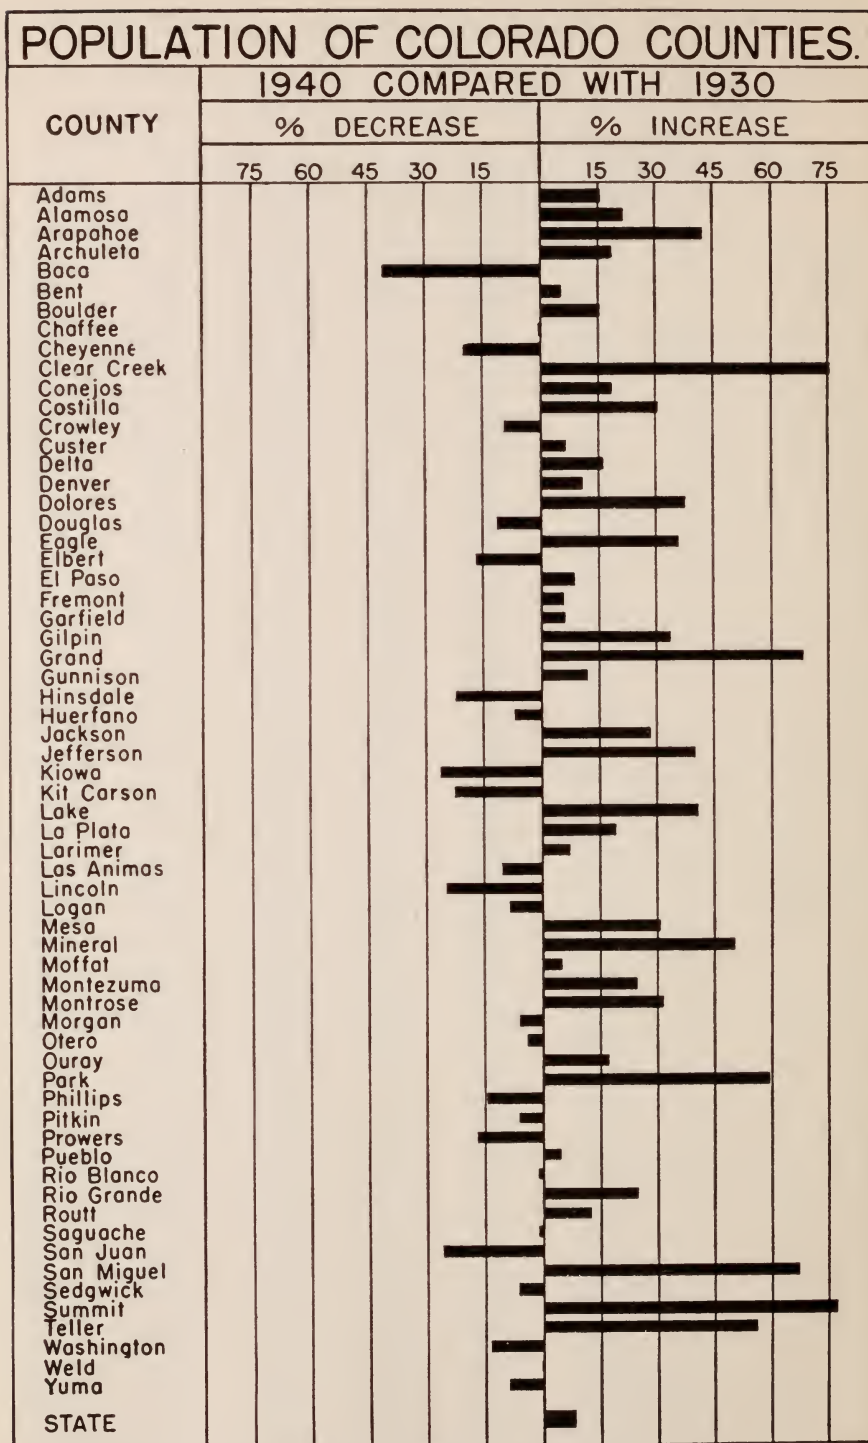 POPULATION OF COLORADO COUNTIES.
1940 COMPARED WITH 1930
COUNTY
% DECREASE % INCREASE
75 60 45 30 15 15 30 45 60 75
Adams
Alamosa
Arapahoe
Archuleta
Baca
Bent
Boulder
Chaffee
Cheyenne
Clear Creek
Conejos
Costilla
Crowley
Custer
Delta
Denver
Dolores
Douglas
Eagle
Elbert
El Paso
Fremont
Garfield
Gilpin
Grand
Gunnison
Hinsdale
Huerfano
Jackson
Jefferson
Kiowa
Kit Carson
Lake
La Plata
Larimer
Las Animas
Lincoln
Logan
Mesa
Mineral
Moffat
Montezuma
Montrose
Morgan
Otero
Ouray
Park
Phillips
Pitkin
Prowers
Pueblo
Rio Blanco
Rio Grande
Routt
Saguache
San Juan
San Miguel
Sedgwick
Summit
Teller
Washington
Weld
Yuma
STATE